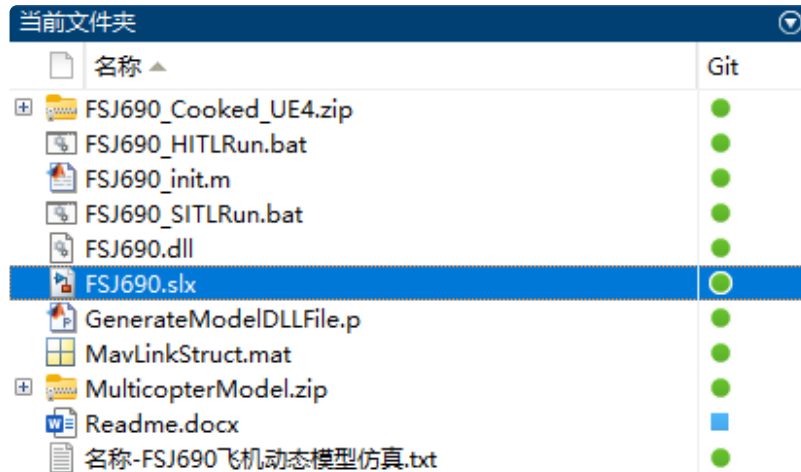 当前文件夹
名称 Git
FSJ690_Cooked_UE4.zip
FSJ690_HITLRun.bat
FSJ690_init.m
FSJ690_SITLRun.bat
FSJ690.dll
FSJ690.slx
GenerateModelDLLFile.p
MavLinkStruct.mat
MulticopterModel.zip
Readme.docx
名称-FSJ690飞机动态模型仿真.txt